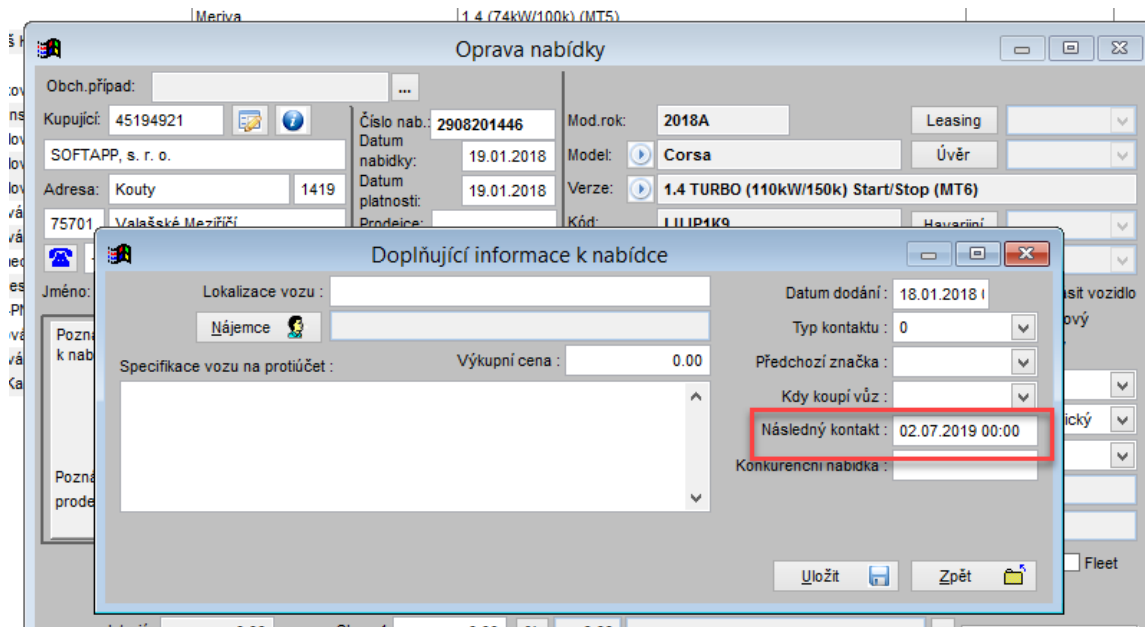 Meriva 1.4 (74kW/100k) (MT5)
Oprava nabídky
Obch.případ: ...
Kupující: 45194921 Číslo nab.: 2908201446 Mod.rok: 2018A Leasing
SOFTAPP, s. r. o. Datum nabídky: 19.01.2018 Model: Corsa Úvěr
Adresa: Kouty 1419 Datum platnosti: 19.01.2018 Verze: 1.4 TURBO (110kW/150k) Start/Stop (MT6)
75701 Valašské Meziříčí Prodejce: Kód: Havarijní
Doplňující informace k nabídce
Jméno: Lokalizace vozu : Datum dodání : 18.01.2018 vozidlo
Nájemce Typ kontaktu : 0
k Specifikace vozu na protiúčet : Výkupní cena : 0.00 Předchozí značka :
Kdy koupí vůz :
Následný kontakt : 02.07.2019 00:00
Konkurenční nabídka :
Uložit Zpět Fleet